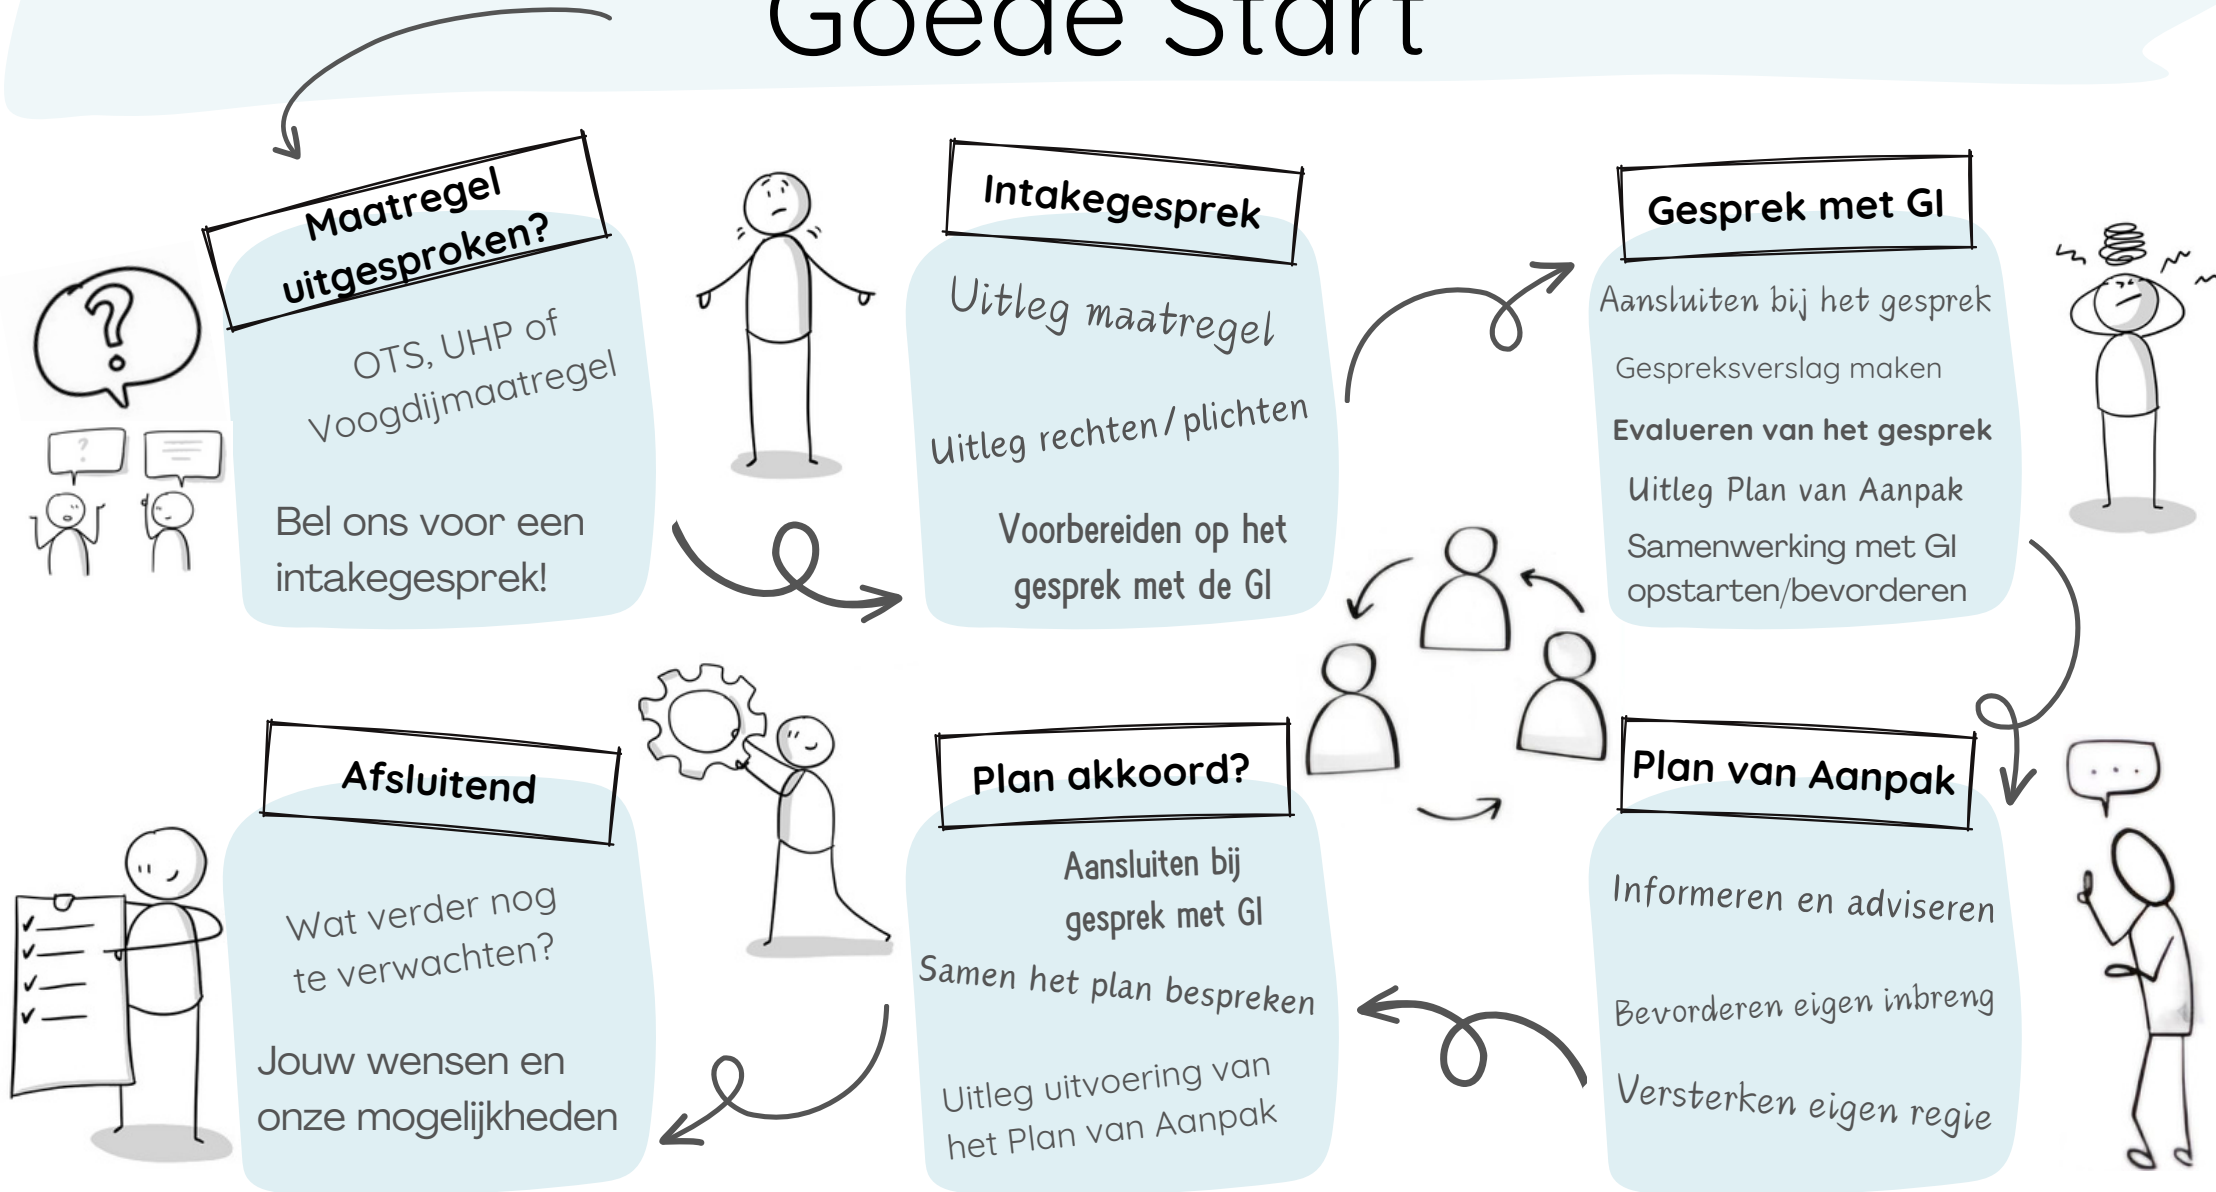 Goede Start
Maatregel
uitgesproken?
OTS, UHP of
Voogdijmaatregel
Bel ons voor een
intakegesprek!
Intakegesprek
Uitleg maatregel
Uitleg rechten/plichten
Voorbereiden op het
gesprek met de GI
Gesprek met GI
Aansluiten bij het gesprek
Gespreksverslag maken
Evalueren van het gesprek
Uitleg Plan van Aanpak
Samenwerking met GI
opstarten/bevorderen
Plan van Aanpak
Informeren en adviseren
Bevorderen eigen inbreng
Versterken eigen regie
Plan akkoord?
Aansluiten bij
gesprek met GI
Samen het plan bespreken
Uitleg uitvoering van
het Plan van Aanpak
Afsluitend
Wat verder nog
te verwachten?
Jouw wensen en
onze mogelijkheden